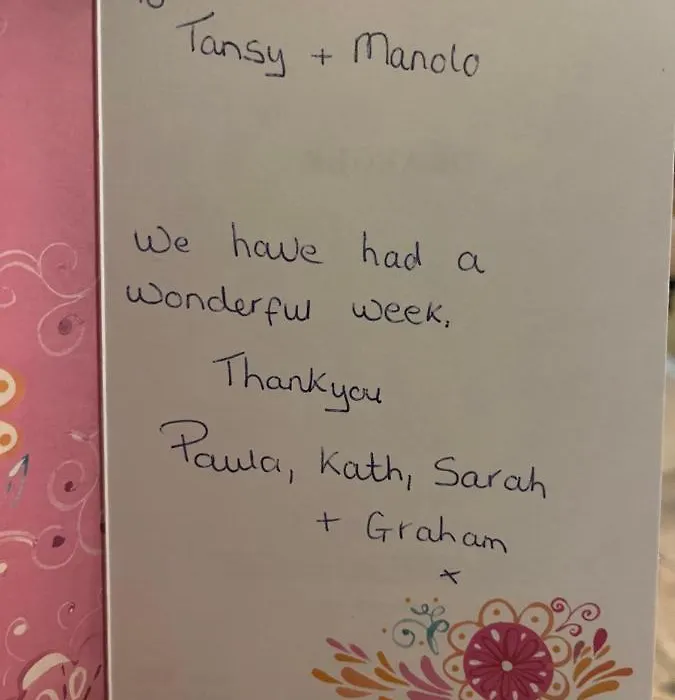 Tansy + Manolo
We have had a
wonderful week.
Thankyou
Paula, Kath, Sarah
+ Graham
x